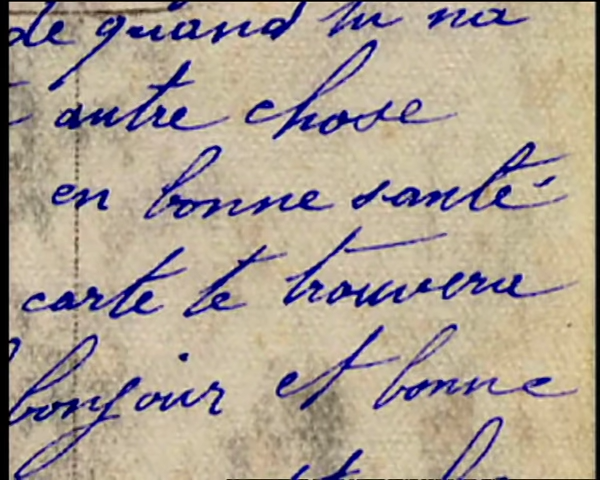 de quand tu na
autre chose
en bonne santé
carte te trouvera
bonjour et bonne